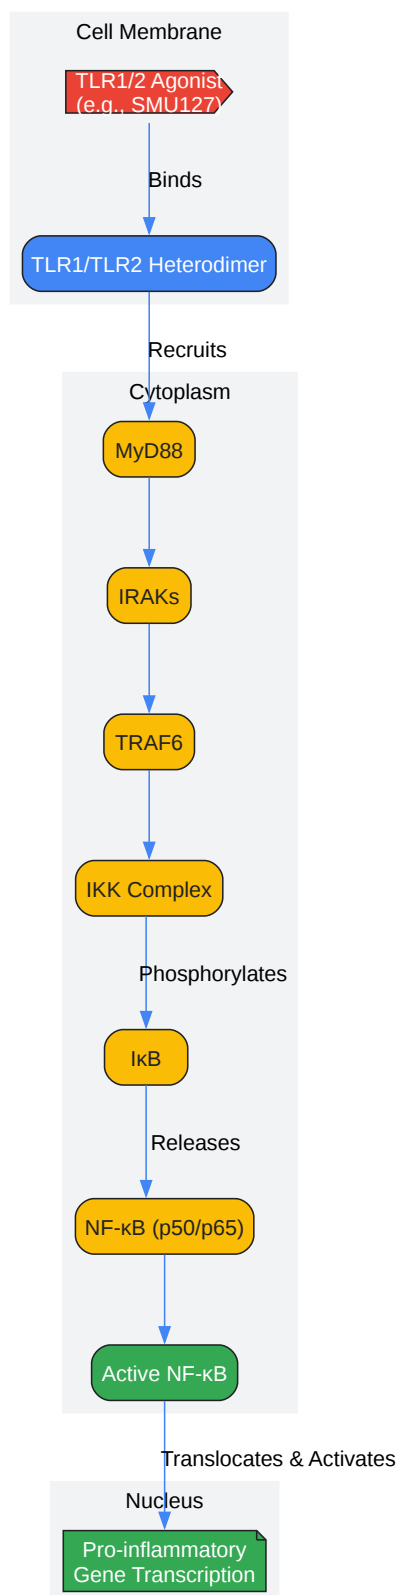 Cell Membrane
TLR1/2 Agonist
(e.g., SMU127)
Binds
TLR1/TLR2 Heterodimer
Recruits
Cytoplasm
MyD88
IRAKs
TRAF6
IKK Complex
Phosphorylates
IκB
Releases
NF-κB (p50/p65)
Active NF-κB
Translocates & Activates
Nucleus
Pro-inflammatory
Gene Transcription